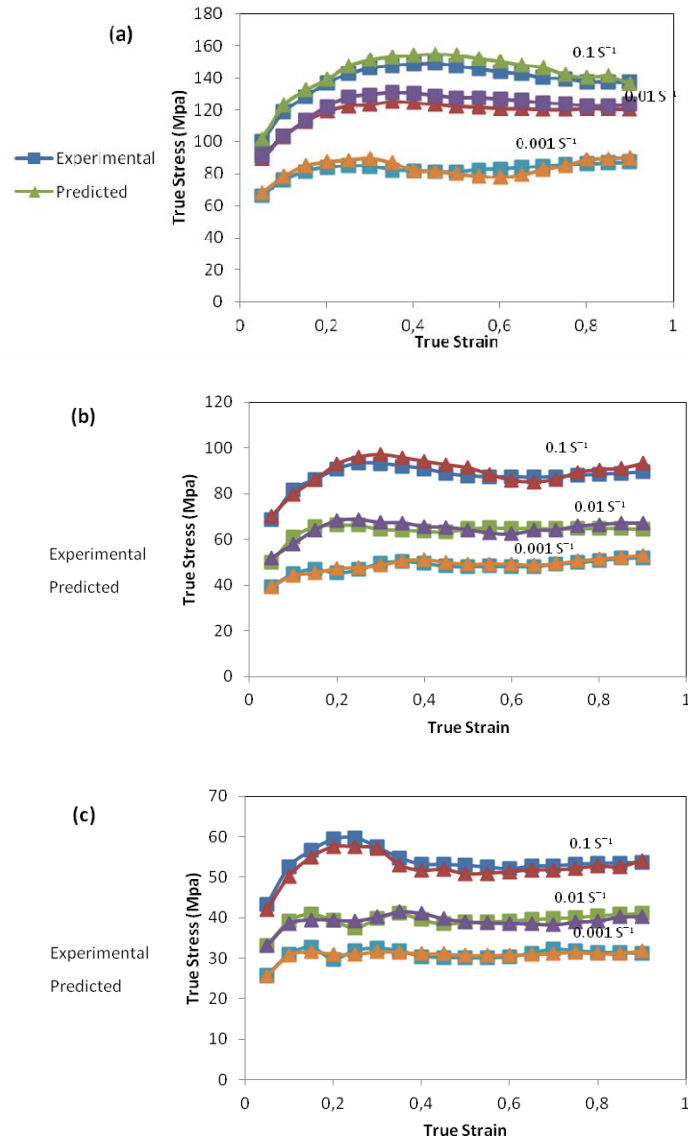 (a)
180
160
140
120
100
80
60
40
20
0
True Stress (Mpa)
0.1 S⁻¹
0.01 S⁻¹
0.001 S⁻¹
Experimental
Predicted
0 0,2 0,4 0,6 0,8 1
True Strain
(b)
120
100
80
60
40
20
0
True Stress (Mpa)
0.1 S⁻¹
0.01 S⁻¹
0.001 S⁻¹
Experimental
Predicted
0 0,2 0,4 0,6 0,8 1
True Strain
(c)
70
60
50
40
30
20
10
0
True Stress (Mpa)
0.1 S⁻¹
0.01 S⁻¹
0.001 S⁻¹
Experimental
Predicted
0 0,2 0,4 0,6 0,8 1
True Strain